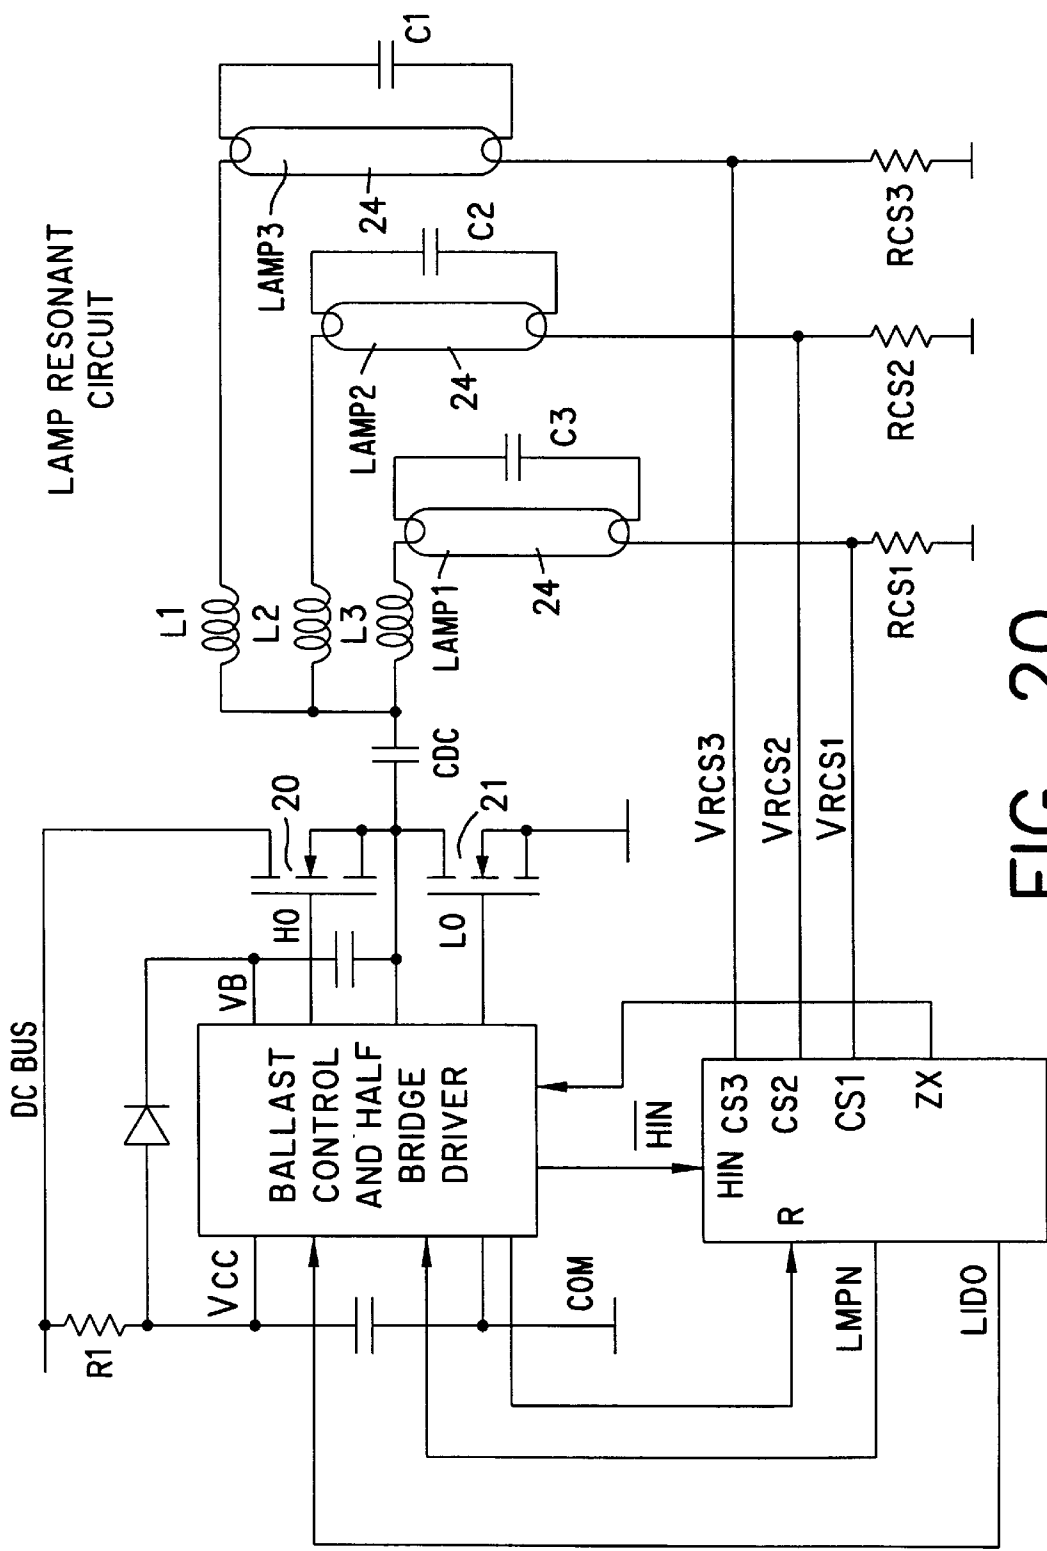 LAMP RESONANT
CIRCUIT
DC BUS
R1
VCC
VB
HO
20
LO
21
CDC
L1
L2
L3
LAMP1
24
C3
LAMP2
24
C2
LAMP3
24
C1
BALLAST
CONTROL
AND HALF
BRIDGE
DRIVER
COM
HIN
HIN
CS3
CS2
CS1
ZX
R
LMPN
LIDO
VRCS3
VRCS2
VRCS1
RCS1
RCS2
RCS3
FIG. 20